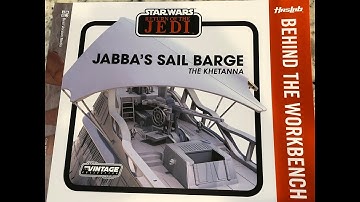 STAR WARS
RETURN OF THE
JEDI
JABBA'S SAIL BARGE
THE KHETANNA
VINTAGE
HasLab
BEHIND THE WORKBENCH